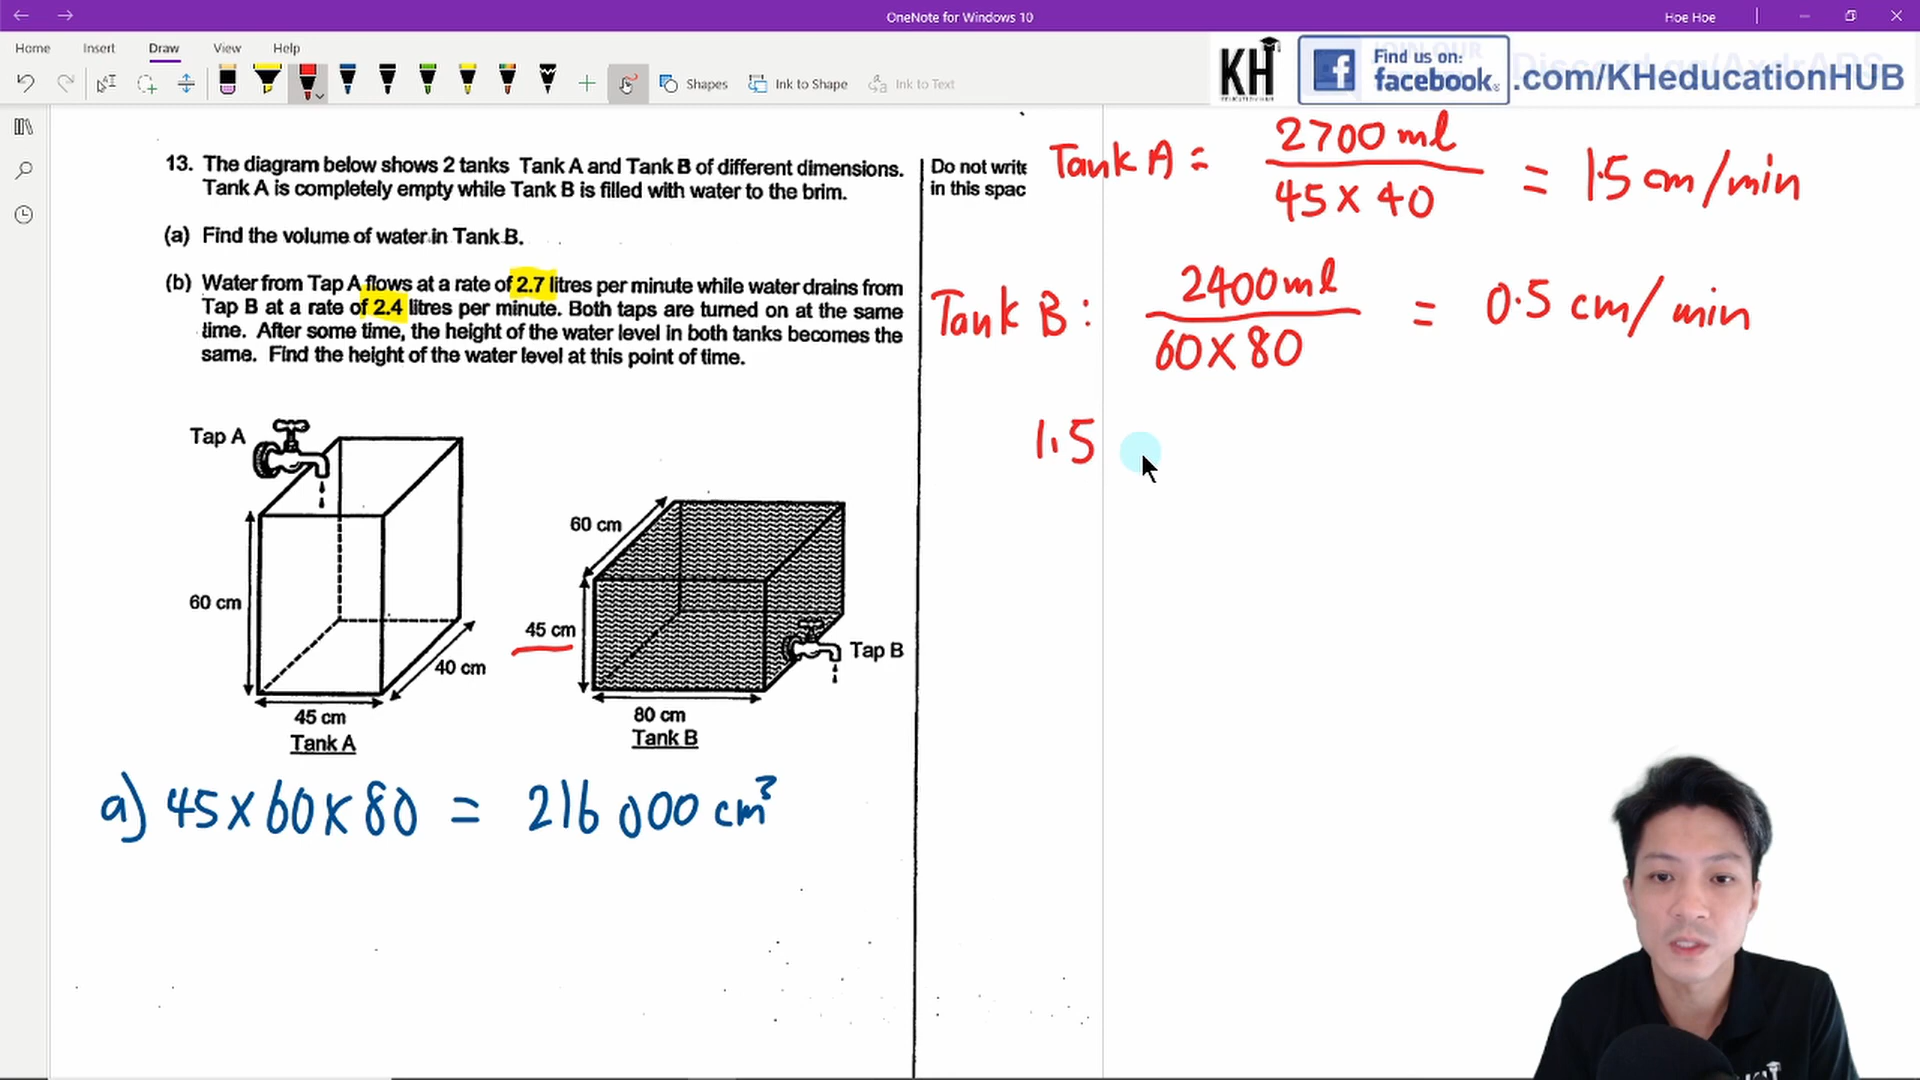 OneNote for Windows 10
Hoe Hoe
Home Insert Draw View Help
Shapes Ink to Shape Ink to Text
KH
Find us on:
facebook.com/KHeducationHUB
13. The diagram below shows 2 tanks Tank A and Tank B of different dimensions.
Tank A is completely empty while Tank B is filled with water to the brim.
(a) Find the volume of water in Tank B.
(b) Water from Tap A flows at a rate of 2.7 litres per minute while water drains from
Tap B at a rate of 2.4 litres per minute. Both taps are turned on at the same
time. After some time, the height of the water level in both tanks becomes the
same. Find the height of the water level at this point of time.
Do not write
in this spac
Tap A
60 cm
40 cm
45 cm
Tank A
60 cm
45 cm
Tap B
80 cm
Tank B
a) 45 x 60 x 80 = 216 000 cm³
Tank A = 2700 ml / 45 x 40 = 1.5 cm/min
Tank B : 2400 ml / 60 x 80 = 0.5 cm/min
1.5